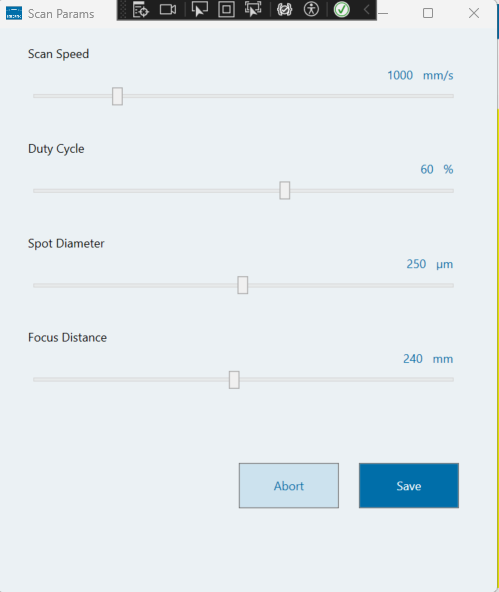 Scan Params
Scan Speed
1000 mm/s
Duty Cycle
60 %
Spot Diameter
250 µm
Focus Distance
240 mm
Abort
Save